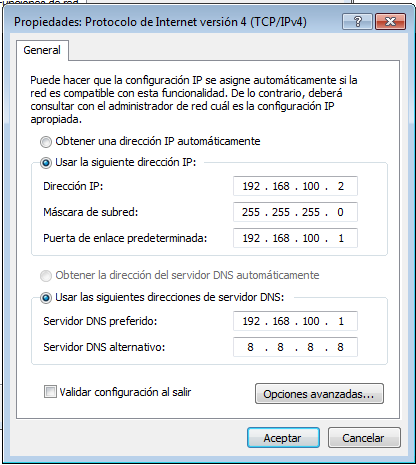 Propiedades: Protocolo de Internet versión 4 (TCP/IPv4)
General
Puede hacer que la configuración IP se asigne automáticamente si la
red es compatible con esta funcionalidad. De lo contrario, deberá
consultar con el administrador de red cuál es la configuración IP
apropiada.
Obtener una dirección IP automáticamente
Usar la siguiente dirección IP:
Dirección IP: 192 . 168 . 100 . 2
Máscara de subred: 255 . 255 . 255 . 0
Puerta de enlace predeterminada: 192 . 168 . 100 . 1
Obtener la dirección del servidor DNS automáticamente
Usar las siguientes direcciones de servidor DNS:
Servidor DNS preferido: 192 . 168 . 100 . 1
Servidor DNS alternativo: 8 . 8 . 8 . 8
Validar configuración al salir
Opciones avanzadas...
Aceptar Cancelar